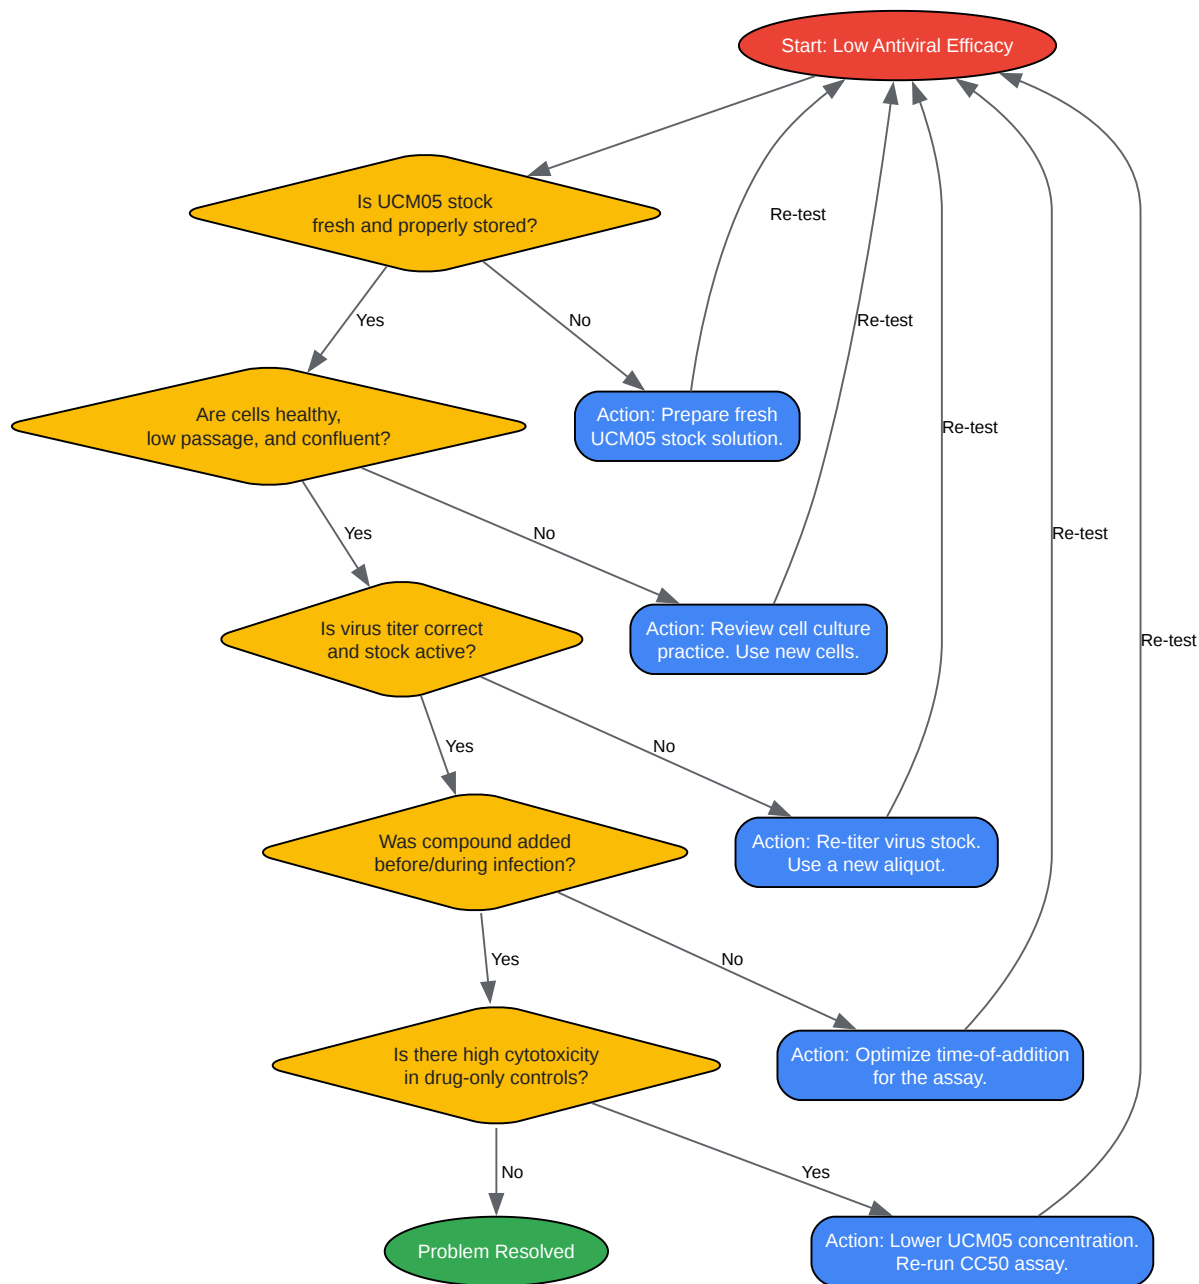 Start: Low Antiviral Efficacy
Is UCM05 stock
fresh and properly stored?
Re-test
Yes
No
Re-test
Are cells healthy,
low passage, and confluent?
Action: Prepare fresh
UCM05 stock solution.
Re-test
Yes
No
Re-test
Is virus titer correct
and stock active?
Action: Review cell culture
practice. Use new cells.
Re-test
Yes
No
Was compound added
before/during infection?
Action: Re-titer virus stock.
Use a new aliquot.
Yes
No
Is there high cytotoxicity
in drug-only controls?
Action: Optimize time-of-addition
for the assay.
No
Yes
Problem Resolved
Action: Lower UCM05 concentration.
Re-run CC50 assay.